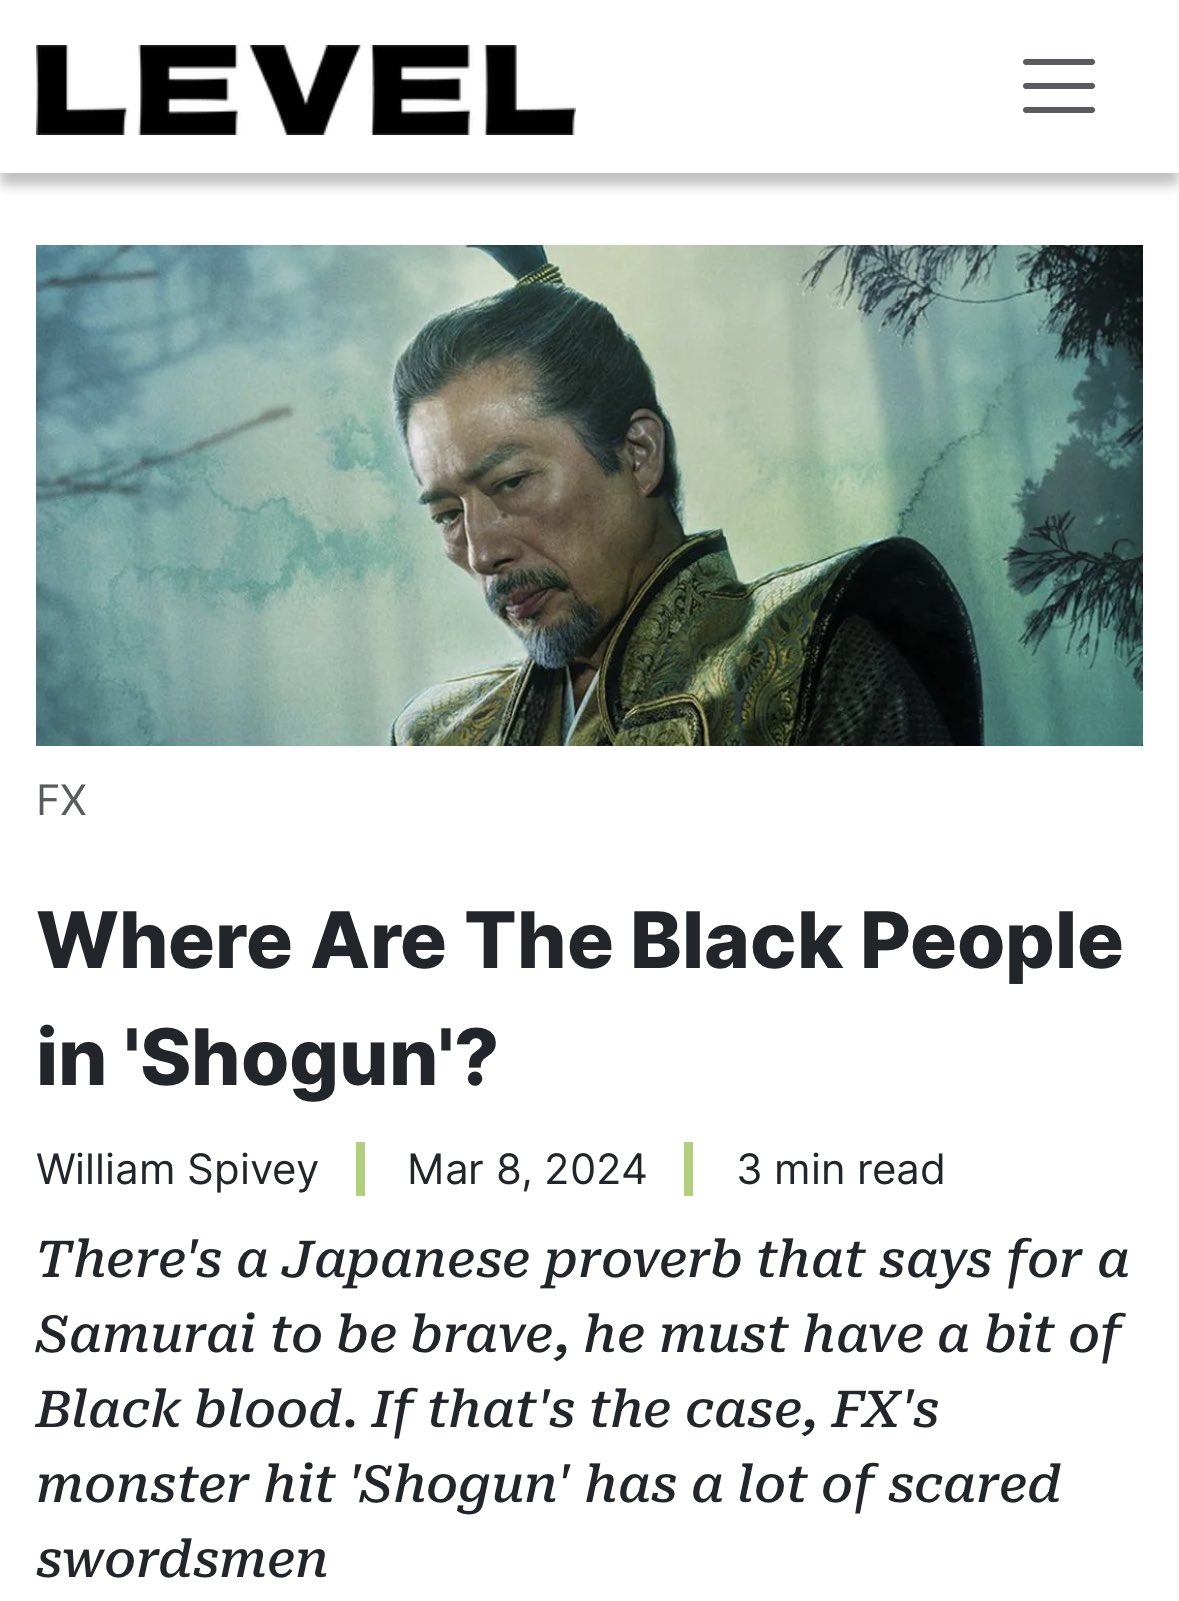 LEVEL
FX
Where Are The Black People
in 'Shogun'?
William Spivey | Mar 8, 2024 | 3 min read
There's a Japanese proverb that says for a
Samurai to be brave, he must have a bit of
Black blood. If that's the case, FX's
monster hit 'Shogun' has a lot of scared
swordsmen